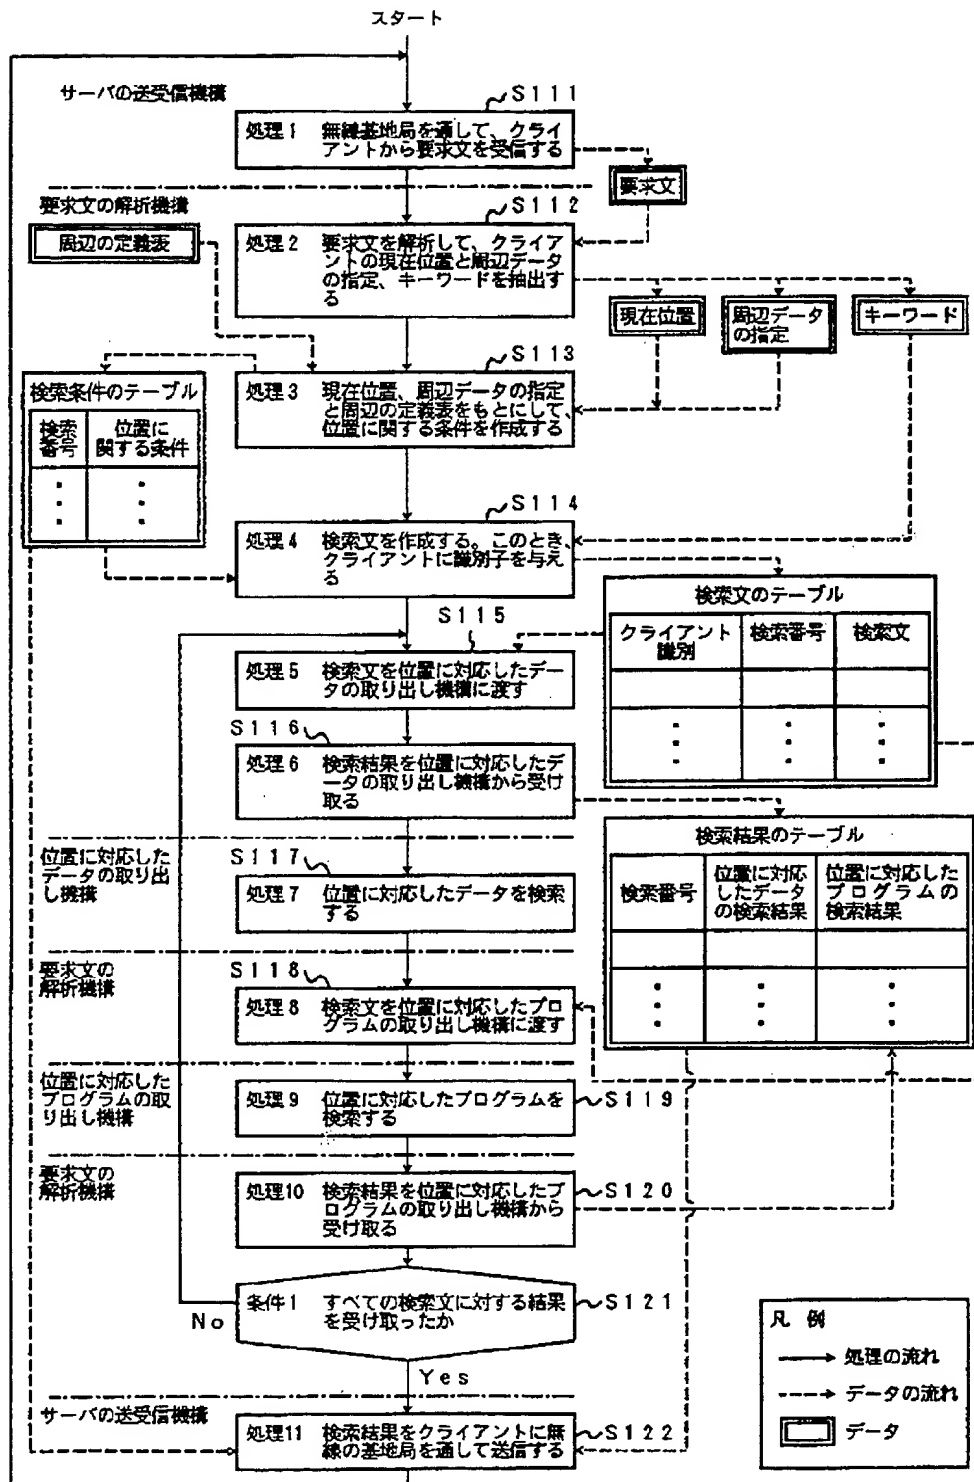 スタート
サーバの送受信機構
S111
処理1 無線基地局を通して、クライ
アントから要求文を受信する
要求文
要求文の解析機構
S112
周辺の定義表
処理2 要求文を解析して、クライア
ントの現在位置と周辺データ
の指定、キーワードを抽出す
る
現在位置
周辺データ
の指定
キーワード
S113
処理3 現在位置、周辺データの指定
と周辺の定義表をもとにして、
位置に関する条件を作成する
検索条件のテーブル
検索
番号
位置に
関する条件
S114
処理4 検索文を作成する。このとき、
クライアントに識別子を与え
る
検索文のテーブル
クライアント
識別
検索番号
検索文
S115
処理5 検索文を位置に対応したデー
タの取り出し機構に渡す
S116
処理6 検索結果を位置に対応したデ
ータの取り出し機構から受け
取る
検索結果のテーブル
検索番号
位置に対応
したデータ
の検索結果
位置に対応した
プログラムの
検索結果
位置に対応した
データの取り出
し機構
S117
処理7 位置に対応したデータを検索
する
要求文の
解析機構
S118
処理8 検索文を位置に対応したプロ
グラムの取り出し機構に渡す
位置に対応した
プログラムの取
り出し機構
処理9 位置に対応したプログラムを
検索する
S119
要求文の
解析機構
処理10 検索結果を位置に対応したプ
ログラムの取り出し機構から
受け取る
S120
条件1 すべての検索文に対する結果
を受け取ったか
S121
No
Yes
サーバの送受信機構
処理11 検索結果をクライアントに無
線の基地局を通して送信する
S122
凡 例
処理の流れ
データの流れ
データ